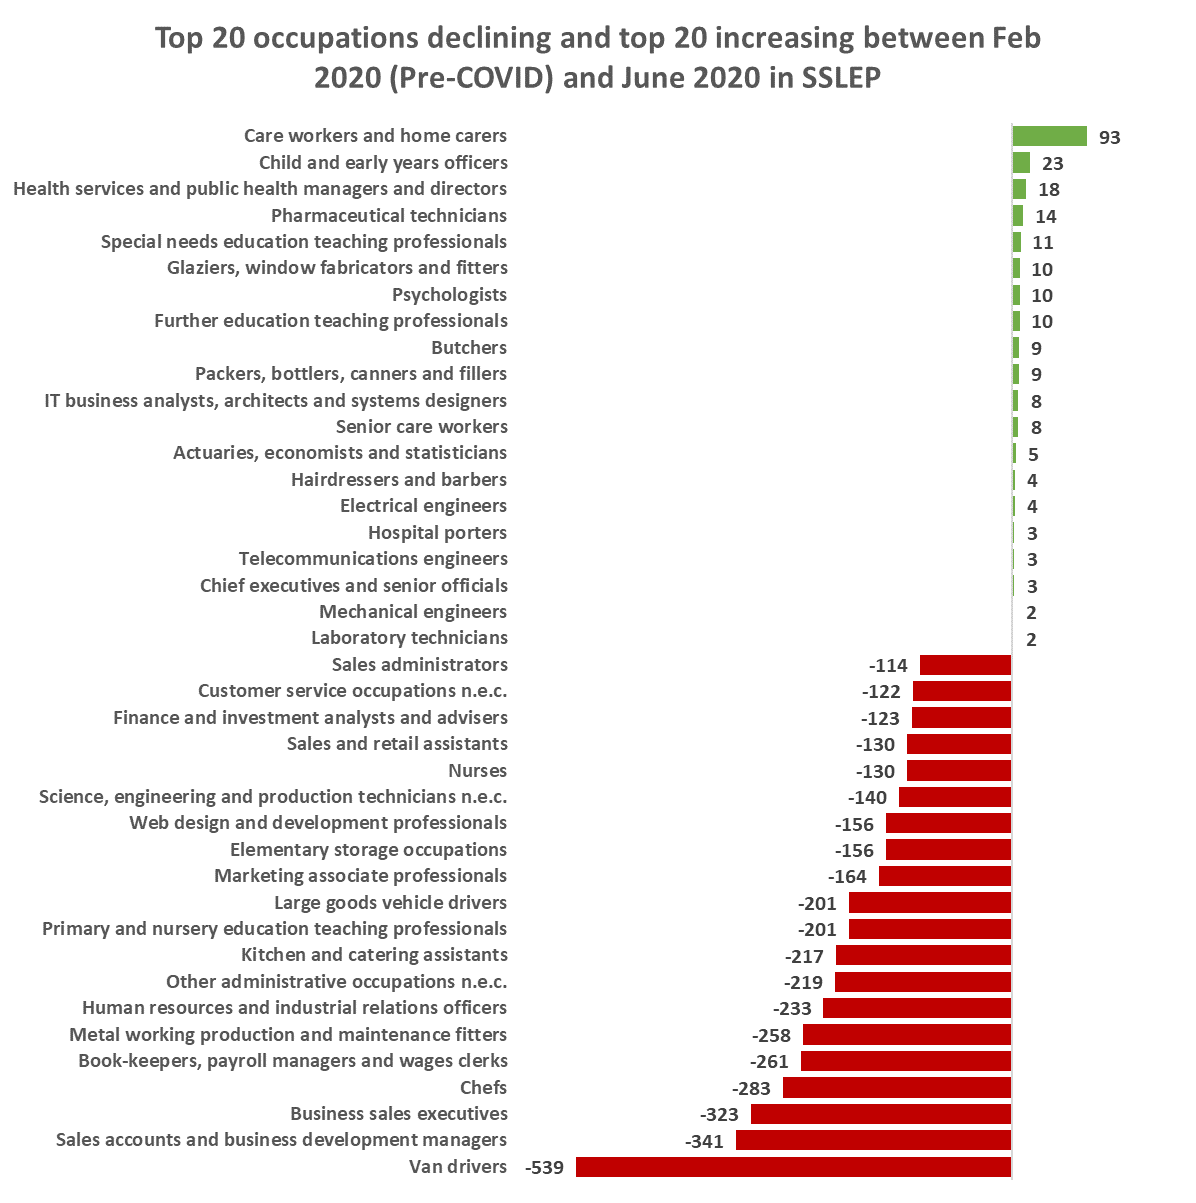 Top 20 occupations declining and top 20 increasing between Feb
2020 (Pre-COVID) and June 2020 in SSLEP
Care workers and home carers 93
Child and early years officers 23
Health services and public health managers and directors 18
Pharmaceutical technicians 14
Special needs education teaching professionals 11
Glaziers, window fabricators and fitters 10
Psychologists 10
Further education teaching professionals 10
Butchers 9
Packers, bottlers, canners and fillers 9
IT business analysts, architects and systems designers 8
Senior care workers 8
Actuaries, economists and statisticians 5
Hairdressers and barbers 4
Electrical engineers 4
Hospital porters 3
Telecommunications engineers 3
Chief executives and senior officials 3
Mechanical engineers 2
Laboratory technicians 2
Sales administrators -114
Customer service occupations n.e.c. -122
Finance and investment analysts and advisers -123
Sales and retail assistants -130
Nurses -130
Science, engineering and production technicians n.e.c. -140
Web design and development professionals -156
Elementary storage occupations -156
Marketing associate professionals -164
Large goods vehicle drivers -201
Primary and nursery education teaching professionals -201
Kitchen and catering assistants -217
Other administrative occupations n.e.c. -219
Human resources and industrial relations officers -233
Metal working production and maintenance fitters -258
Book-keepers, payroll managers and wages clerks -261
Chefs -283
Business sales executives -323
Sales accounts and business development managers -341
Van drivers -539